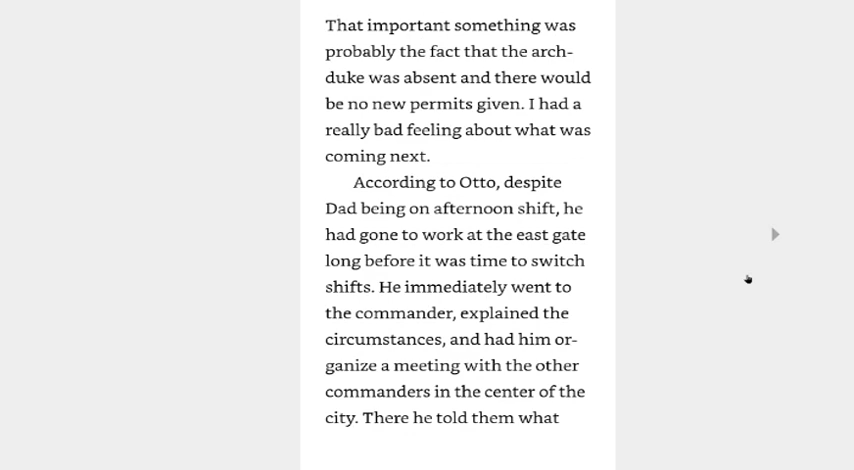 That important something was
probably the fact that the arch-
duke was absent and there would
be no new permits given. I had a
really bad feeling about what was
coming next.
According to Otto, despite
Dad being on afternoon shift, he
had gone to work at the east gate
long before it was time to switch
shifts. He immediately went to
the commander, explained the
circumstances, and had him or-
ganize a meeting with the other
commanders in the center of the
city. There he told them what